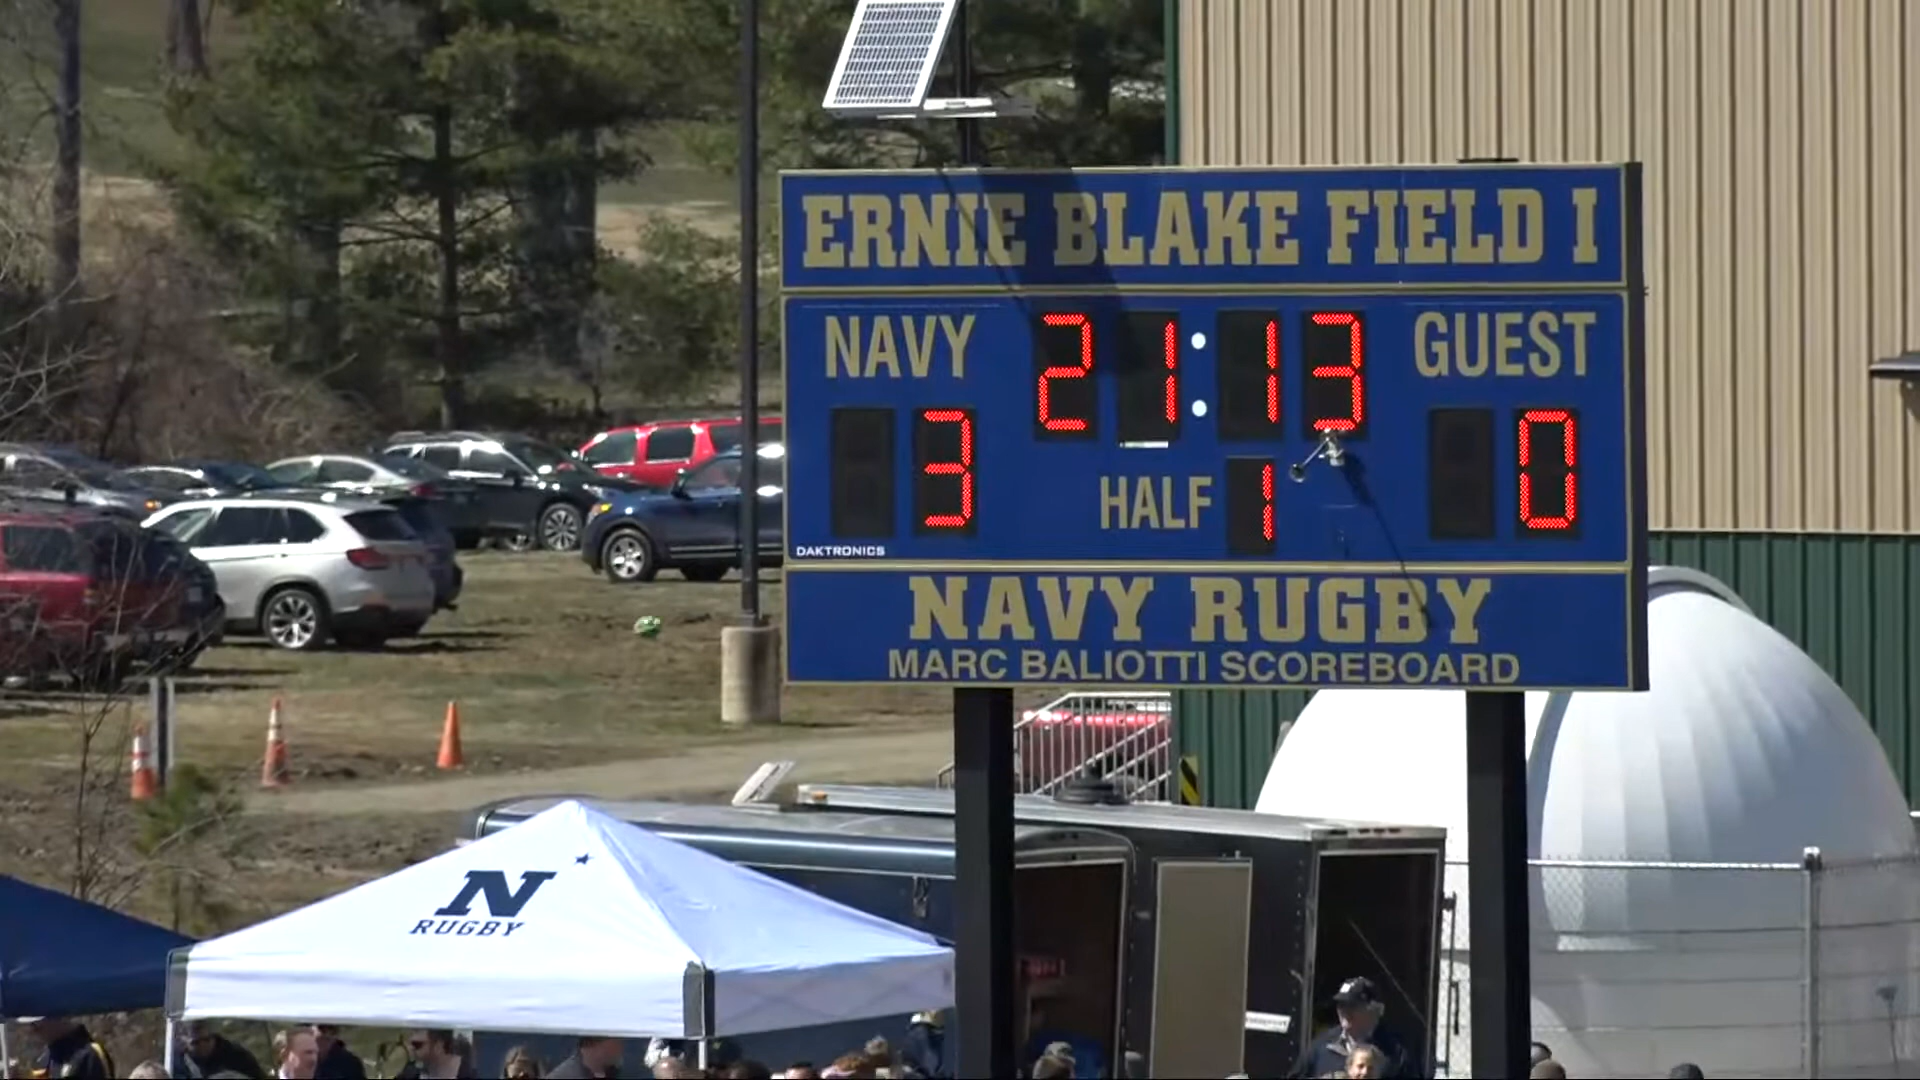 ERNIE BLAKE FIELD I
NAVY 21:13 GUEST
3 HALF 1 0
DAKTRONICS
NAVY RUGBY
MARC BALIOTTI SCOREBOARD
N
RUGBY